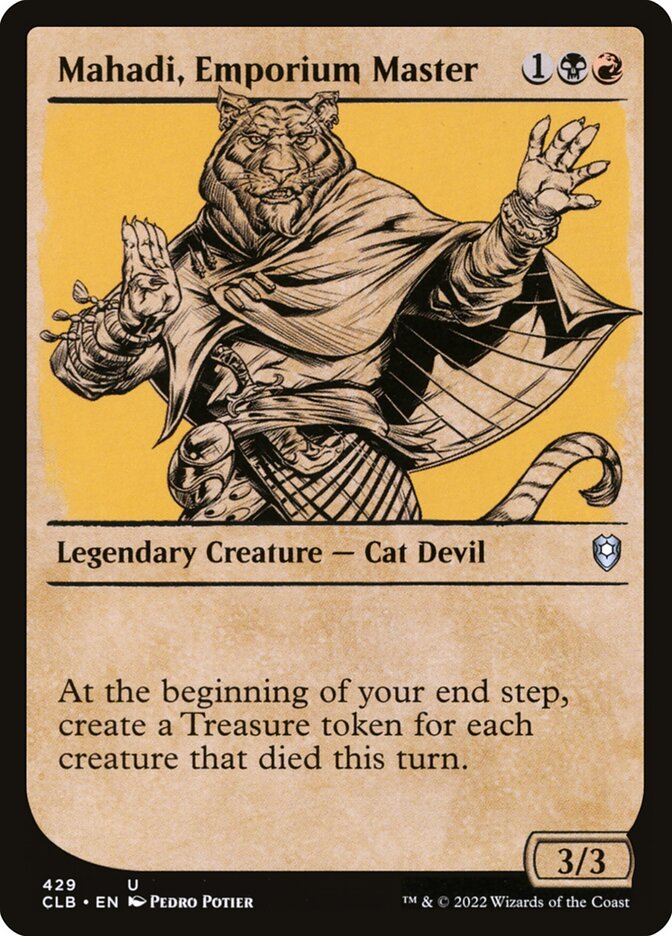 Mahadi, Emporium Master 1
Legendary Creature — Cat Devil
At the beginning of your end step,
create a Treasure token for each
creature that died this turn.
3/3
429 U
CLB • EN Pedro Potier
™ & © 2022 Wizards of the Coast